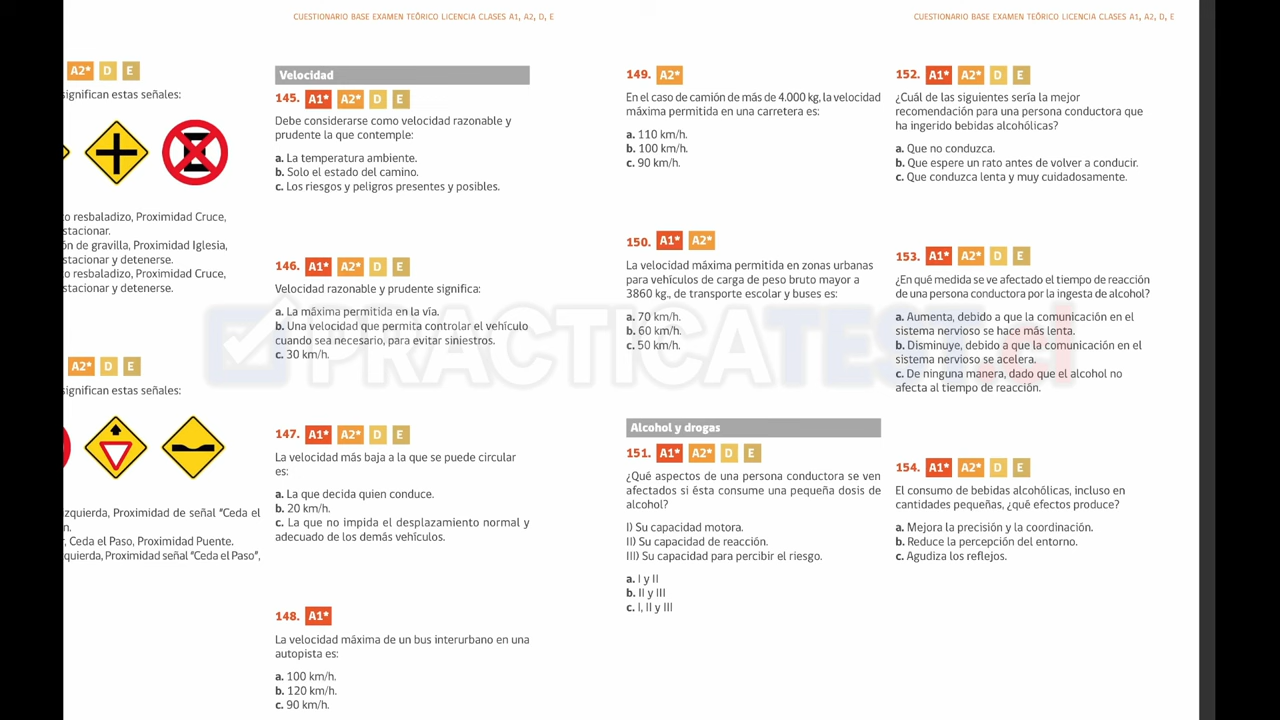 CUESTIONARIO BASE EXAMEN TEÓRICO LICENCIA CLASES A1, A2, D, E
A2* D E
significan estas señales:
o resbaladizo, Proximidad Cruce,
stacionar.
ón de gravilla, Proximidad Iglesia,
stacionar y detenerse.
o resbaladizo, Proximidad Cruce,
stacionar y detenerse.
A2* D E
significan estas señales:
zquierda, Proximidad de señal "Ceda el
n.
, Ceda el Paso, Proximidad Puente.
quierda, Proximidad señal "Ceda el Paso",
Velocidad
145. A1* A2* D E
Debe considerarse como velocidad razonable y
prudente la que contemple:
a. La temperatura ambiente.
b. Solo el estado del camino.
c. Los riesgos y peligros presentes y posibles.
146. A1* A2* D E
Velocidad razonable y prudente significa:
a. La máxima permitida en la vía.
b. Una velocidad que permita controlar el vehículo
cuando sea necesario, para evitar siniestros.
c. 30 km/h.
147. A1* A2* D E
La velocidad más baja a la que se puede circular
es:
a. La que decida quien conduce.
b. 20 km/h.
c. La que no impida el desplazamiento normal y
adecuado de los demás vehículos.
148. A1*
La velocidad máxima de un bus interurbano en una
autopista es:
a. 100 km/h.
b. 120 km/h.
c. 90 km/h.
CUESTIONARIO BASE EXAMEN TEÓRICO LICENCIA CLASES A1, A2, D, E
149. A2*
En el caso de camión de más de 4.000 kg, la velocidad
máxima permitida en una carretera es:
a. 110 km/h.
b. 100 km/h.
c. 90 km/h.
150. A1* A2*
La velocidad máxima permitida en zonas urbanas
para vehículos de carga de peso bruto mayor a
3860 kg., de transporte escolar y buses es:
a. 70 km/h.
b. 60 km/h.
c. 50 km/h.
Alcohol y drogas
151. A1* A2* D E
¿Qué aspectos de una persona conductora se ven
afectados si ésta consume una pequeña dosis de
alcohol?
I) Su capacidad motora.
II) Su capacidad de reacción.
III) Su capacidad para percibir el riesgo.
a. I y II
b. II y III
c. I, II y III
152. A1* A2* D E
¿Cuál de las siguientes sería la mejor
recomendación para una persona conductora que
ha ingerido bebidas alcohólicas?
a. Que no conduzca.
b. Que espere un rato antes de volver a conducir.
c. Que conduzca lenta y muy cuidadosamente.
153. A1* A2* D E
¿En qué medida se ve afectado el tiempo de reacción
de una persona conductora por la ingesta de alcohol?
a. Aumenta, debido a que la comunicación en el
sistema nervioso se hace más lenta.
b. Disminuye, debido a que la comunicación en el
sistema nervioso se acelera.
c. De ninguna manera, dado que el alcohol no
afecta al tiempo de reacción.
154. A1* A2* D E
El consumo de bebidas alcohólicas, incluso en
cantidades pequeñas, ¿qué efectos produce?
a. Mejora la precisión y la coordinación.
b. Reduce la percepción del entorno.
c. Agudiza los reflejos.